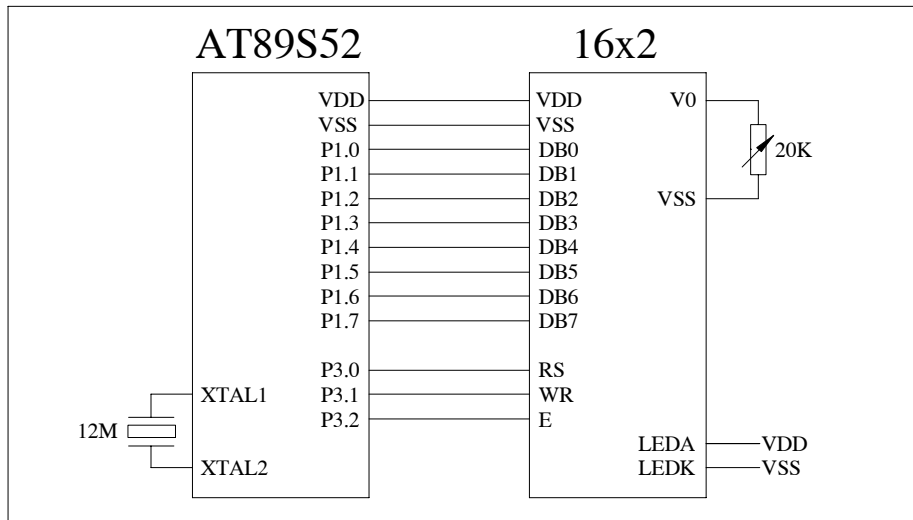 AT89S52 16x2
VDD VDD V0
VSS VSS
P1.0 DB0
20K
P1.1 DB1
P1.2 DB2 VSS
P1.3 DB3
P1.4 DB4
P1.5 DB5
P1.6 DB6
P1.7 DB7
P3.0 RS
XTAL1 P3.1 WR
P3.2 E
12M
LEDA VDD
XTAL2 LEDK VSS